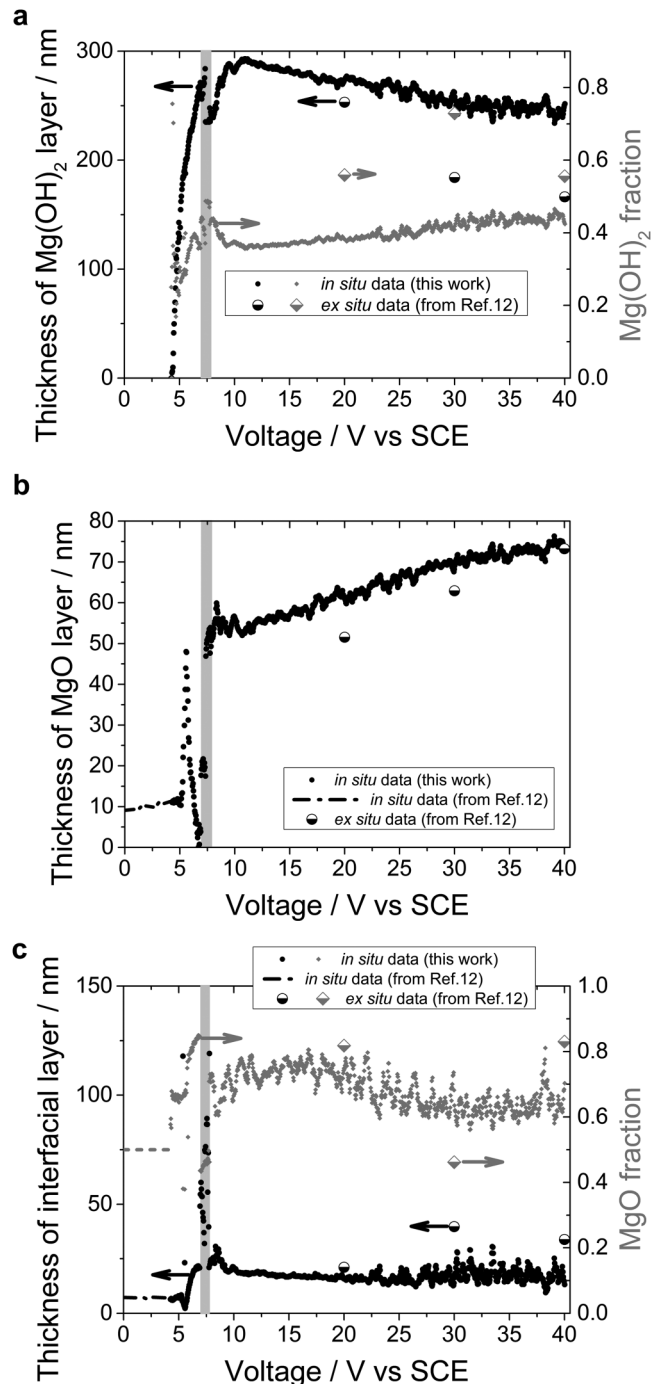 a
Thickness of Mg(OH)2 layer / nm
300
200
100
0
0.8
0.6
0.4
0.2
0.0
Mg(OH)2 fraction
in situ data (this work)
ex situ data (from Ref.12)
0 5 10 15 20 25 30 35 40
Voltage / V vs SCE
b
Thickness of MgO layer / nm
80
70
60
50
40
30
20
10
0
in situ data (this work)
in situ data (from Ref.12)
ex situ data (from Ref.12)
0 5 10 15 20 25 30 35 40
Voltage / V vs SCE
c
Thickness of interfacial layer / nm
150
100
50
0
in situ data (this work)
in situ data (from Ref.12)
ex situ data (from Ref.12)
1.0
0.8
0.6
0.4
0.2
0.0
MgO fraction
0 5 10 15 20 25 30 35 40
Voltage / V vs SCE